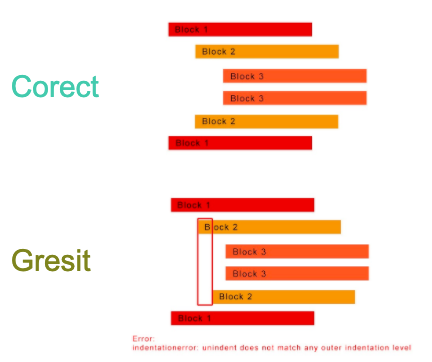 Block 1
Block 2
Corect
Block 3
Block 3
Block 2
Block 1
Block 1
Block 2
Gresit
Block 3
Block 3
Block 2
Block 1
Error:
indentationerror: unindent does not match any outer indentation level